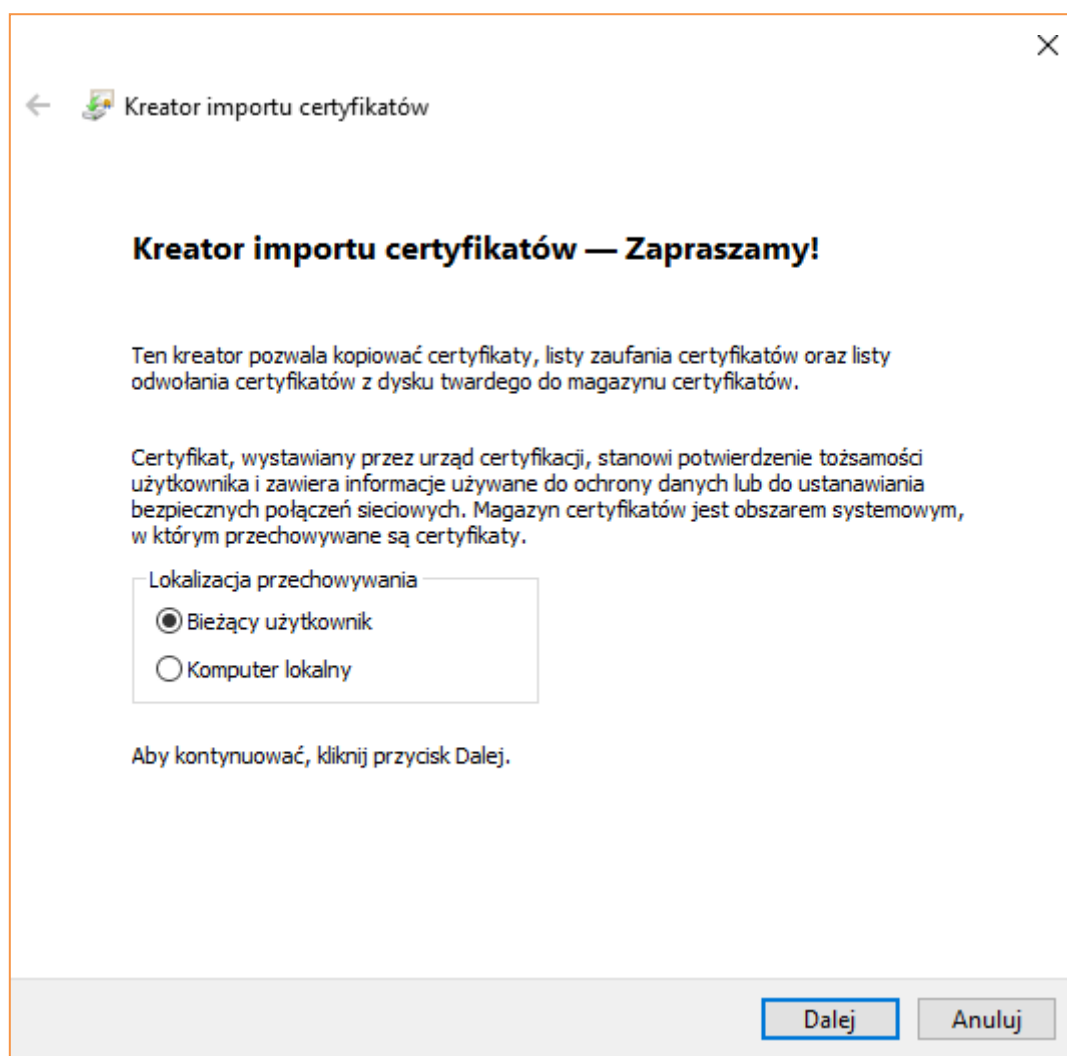 Kreator importu certyfikatów
Kreator importu certyfikatów — Zapraszamy!
Ten kreator pozwala kopiować certyfikaty, listy zaufania certyfikatów oraz listy
odwołania certyfikatów z dysku twardego do magazynu certyfikatów.
Certyfikat, wystawiany przez urząd certyfikacji, stanowi potwierdzenie tożsamości
użytkownika i zawiera informacje używane do ochrony danych lub do ustanawiania
bezpiecznych połączeń sieciowych. Magazyn certyfikatów jest obszarem systemowym,
w którym przechowywane są certyfikaty.
Lokalizacja przechowywania
Bieżący użytkownik
Komputer lokalny
Aby kontynuować, kliknij przycisk Dalej.
Dalej
Anuluj